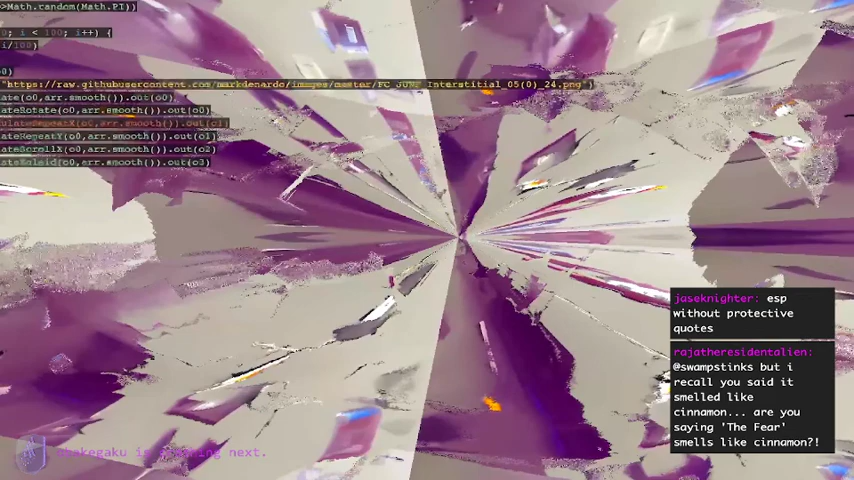 >Math.random(Math.PI))
0; i < 100; i++) {
i/100)
"https://raw.githubusercontent.com/markdenardo/images/master/FC_JUNE_Interstitial_05(0)_24.png")
ate(o0,arr.smooth()).out(o0)
ateRotate(o0,arr.smooth()).out(o0)
ulateRepeatX(o0,arr.smooth()).out(o1)
ateRepeatY(o0,arr.smooth()).out(o1)
ateScrollX(o0,arr.smooth()).out(o2)
ateKaleid(o0,arr.smooth()).out(o3)
jaseknighter: esp
without protective
quotes
rajatheresidentalien:
@swampstinks but i
recall you said it
smelled like
cinnamon... are you
saying 'The Fear'
smells like cinnamon?!
is
next.